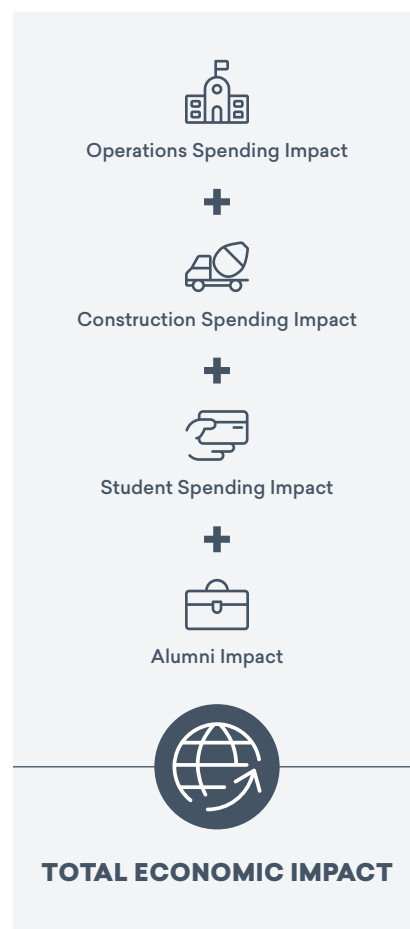 Operations Spending Impact
+
Construction Spending Impact
+
Student Spending Impact
+
Alumni Impact
TOTAL ECONOMIC IMPACT